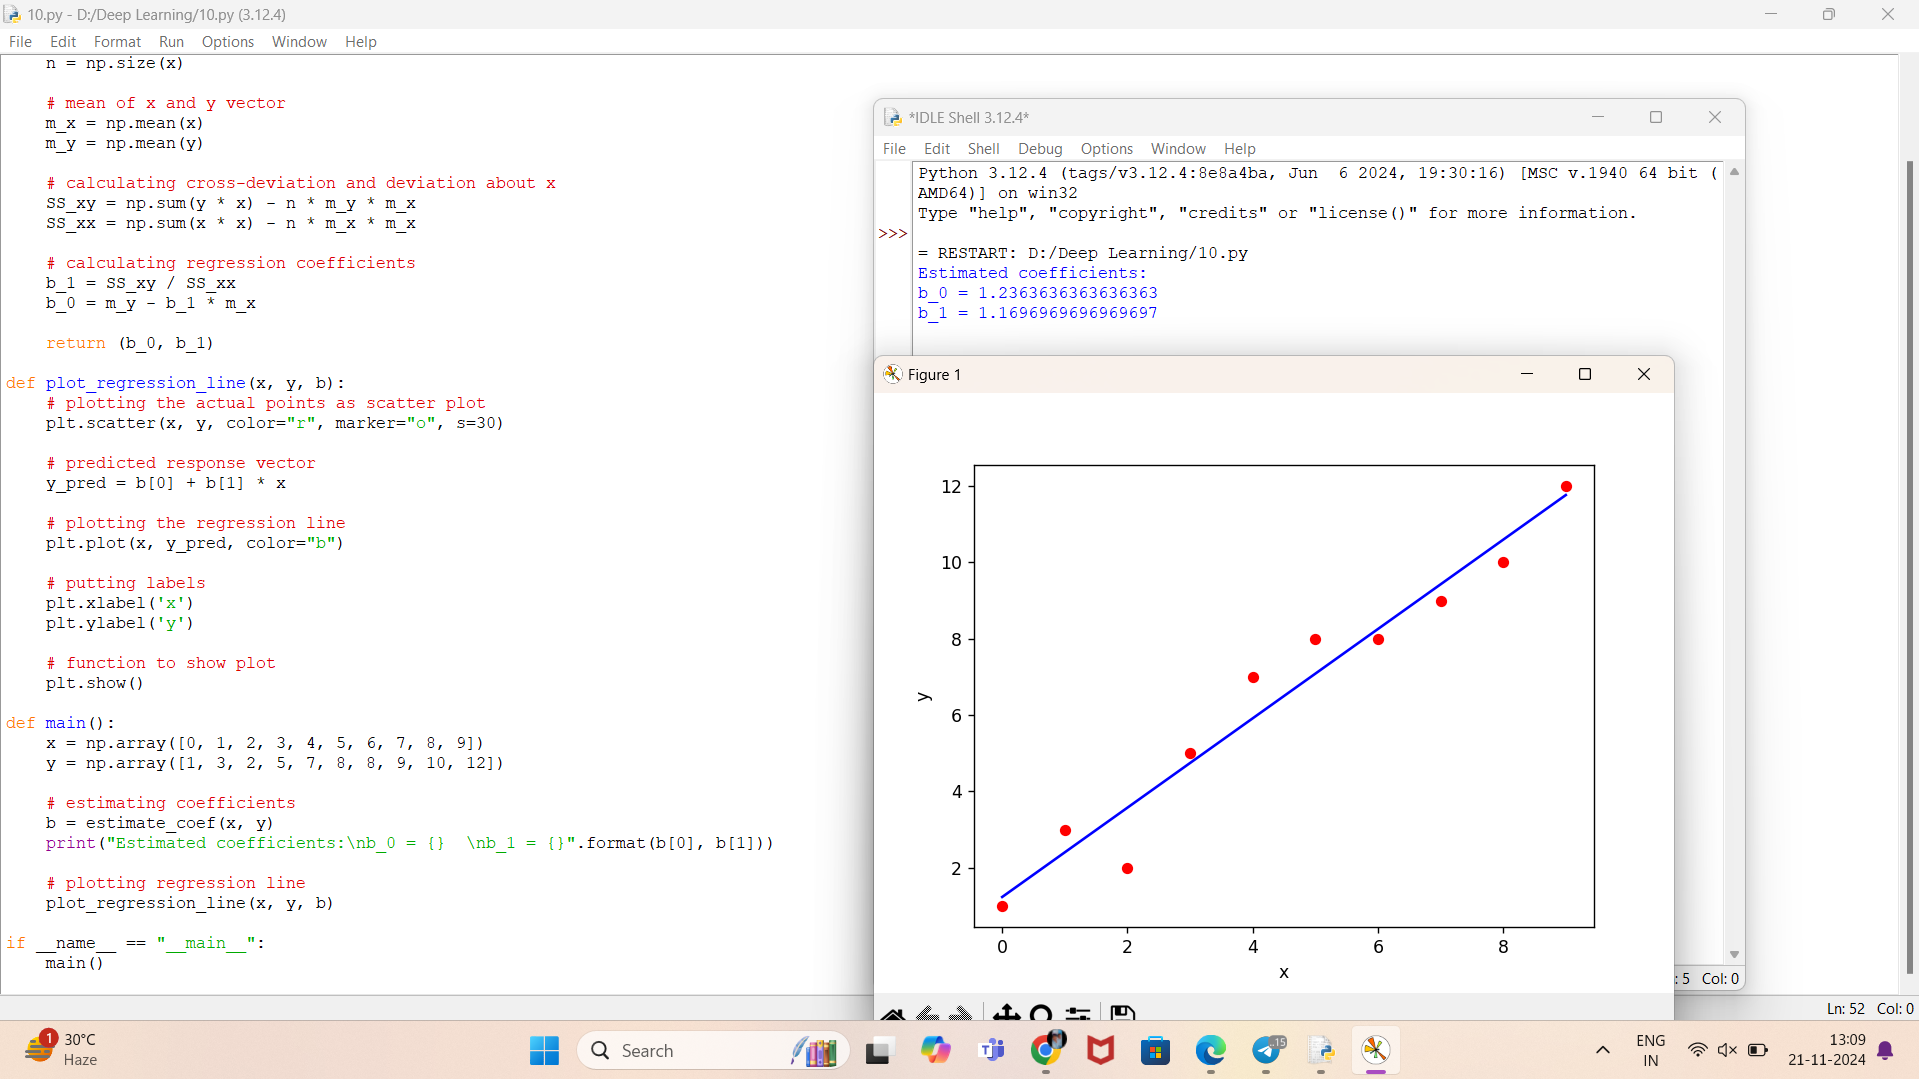 10.py - D:/Deep Learning/10.py (3.12.4)
File Edit Format Run Options Window Help
    n = np.size(x)

    # mean of x and y vector
    m_x = np.mean(x)
    m_y = np.mean(y)

    # calculating cross-deviation and deviation about x
    SS_xy = np.sum(y * x) - n * m_y * m_x
    SS_xx = np.sum(x * x) - n * m_x * m_x

    # calculating regression coefficients
    b_1 = SS_xy / SS_xx
    b_0 = m_y - b_1 * m_x

    return (b_0, b_1)

def plot_regression_line(x, y, b):
    # plotting the actual points as scatter plot
    plt.scatter(x, y, color="r", marker="o", s=30)

    # predicted response vector
    y_pred = b[0] + b[1] * x

    # plotting the regression line
    plt.plot(x, y_pred, color="b")

    # putting labels
    plt.xlabel('x')
    plt.ylabel('y')

    # function to show plot
    plt.show()

def main():
    x = np.array([0, 1, 2, 3, 4, 5, 6, 7, 8, 9])
    y = np.array([1, 3, 2, 5, 7, 8, 8, 9, 10, 12])

    # estimating coefficients
    b = estimate_coef(x, y)
    print("Estimated coefficients:\nb_0 = {}  \nb_1 = {}".format(b[0], b[1]))

    # plotting regression line
    plot_regression_line(x, y, b)

if __name__ == "__main__":
    main()
*IDLE Shell 3.12.4*
File Edit Shell Debug Options Window Help
Python 3.12.4 (tags/v3.12.4:8e8a4ba, Jun  6 2024, 19:30:16) [MSC v.1940 64 bit (
AMD64)] on win32
Type "help", "copyright", "credits" or "license()" for more information.
>>>
= RESTART: D:/Deep Learning/10.py
Estimated coefficients:
b_0 = 1.2363636363636363
b_1 = 1.1696969696969697
Figure 1
12
10
8
6
4
2
y
0 2 4 6 8
x
: 5 Col: 0
Ln: 52 Col: 0
1
30°C
Haze
Search
15
ENG
IN
13:09
21-11-2024